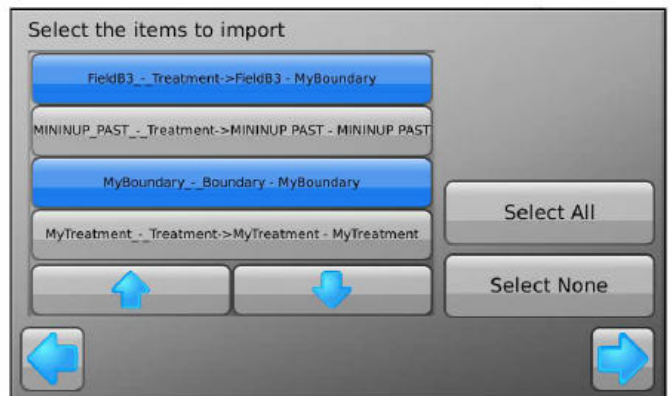 Select the items to import
FieldB3_-_Treatment->FieldB3 - MyBoundary
MININUP_PAST_-_Treatment->MININUP PAST - MININUP PAST
MyBoundary_-_Boundary - MyBoundary
MyTreatment_-_Treatment->MyTreatment - MyTreatment
Select All
Select None